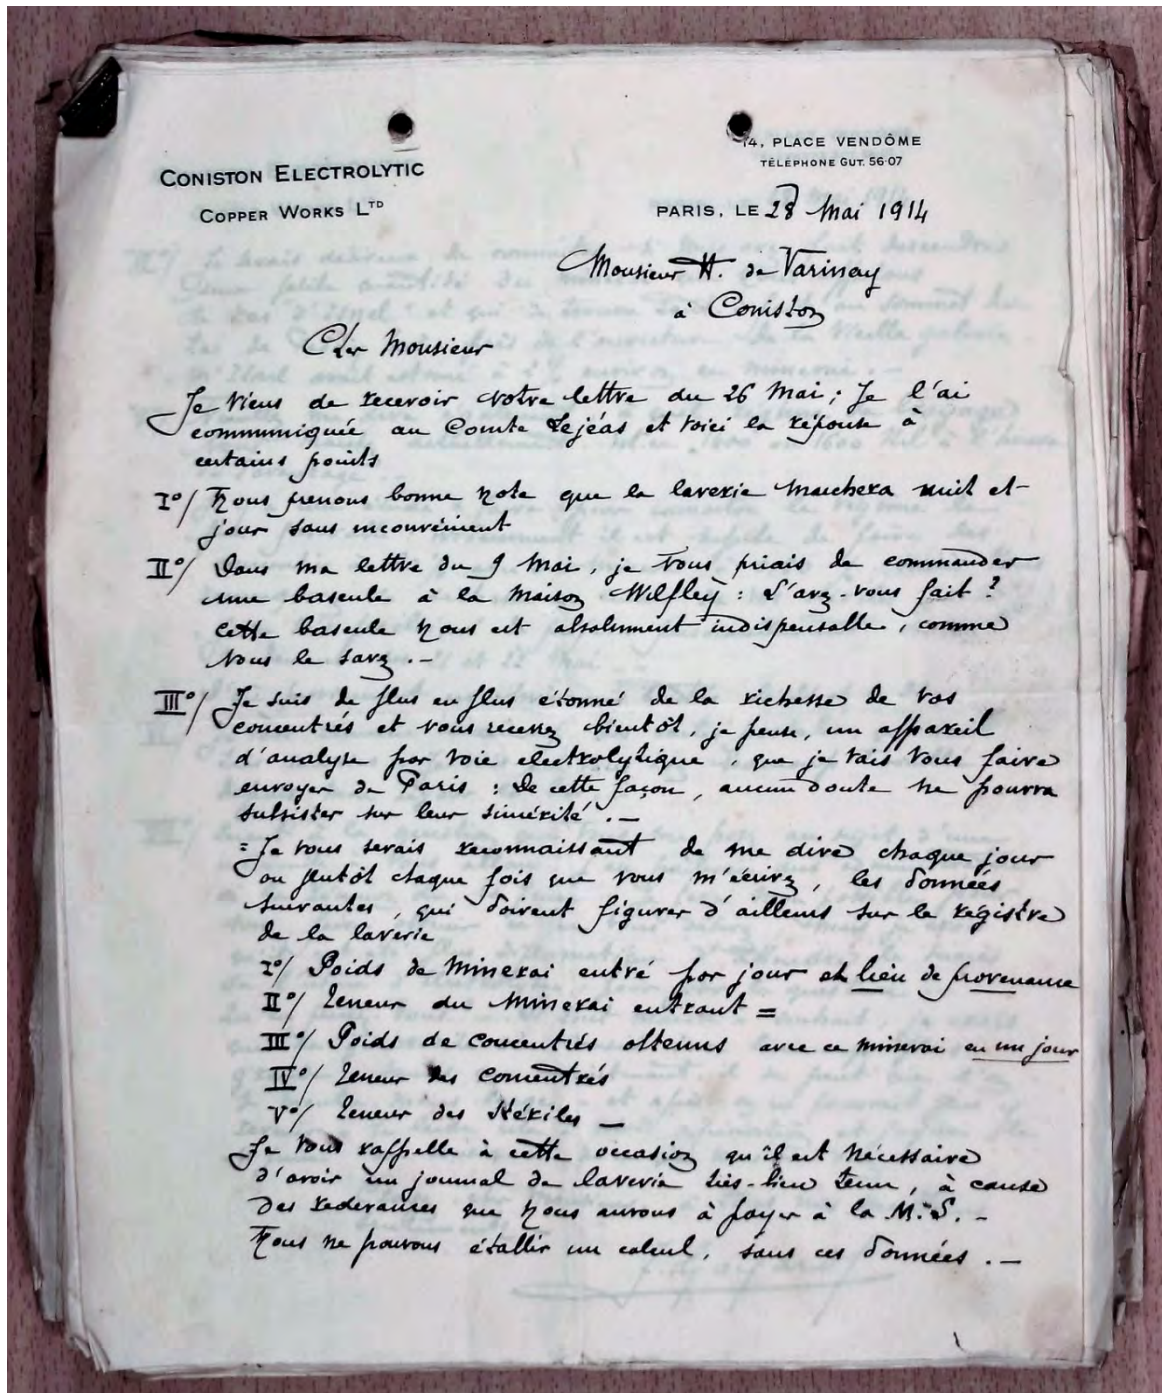 CONISTON ELECTROLYTIC
COPPER WORKS LTD
14, PLACE VENDÔME
TÉLÉPHONE GUT. 56-07
PARIS, LE 28 Mai 1914
Monsieur H. de Varinay
à Coniston
Cher Monsieur
Je viens de recevoir votre lettre du 26 Mai ; Je l'ai
communiquée au Comte Lejéas et voici la réponse à
certains points
I°/ Nous prenons bonne note que la laverie marchera nuit et
jour sans inconvénient
II°/ Dans ma lettre du 9 Mai, je vous priais de commander
une bascule à la Maison Wilfley : L'avez-vous fait ?
Cette bascule nous est absolument indispensable, comme
vous le savez . —
III°/ Je suis de plus en plus étonné de la richesse de vos
concentrés et vous recevrez bientôt, je pense, un appareil
d'analyse par voie electrolytique, que je vais vous faire
envoyer de Paris : De cette façon, aucun doute ne pourra
subsister sur leur sincérité . —
= Je vous serais reconnaissant de me dire chaque jour
ou plutôt chaque fois que vous m'écrivez, les données
suivantes, qui doivent figurer d'ailleurs sur le régistre
de la laverie
I°/ Poids de minerai entré par jour et lieu de provenance
II°/ Teneur du Minerai entrant =
III°/ Poids de concentrés obtenus avec ce minerai en un jour
IV°/ Teneur des concentrés
V°/ Teneur des stériles —
Je vous rappelle à cette occasion qu'il est nécessaire
d'avoir un journal de laverie très-bien tenu, à cause
des redevances que nous aurons à payer à la M. S. -
Nous ne pouvons établir un calcul, sans ces données . —